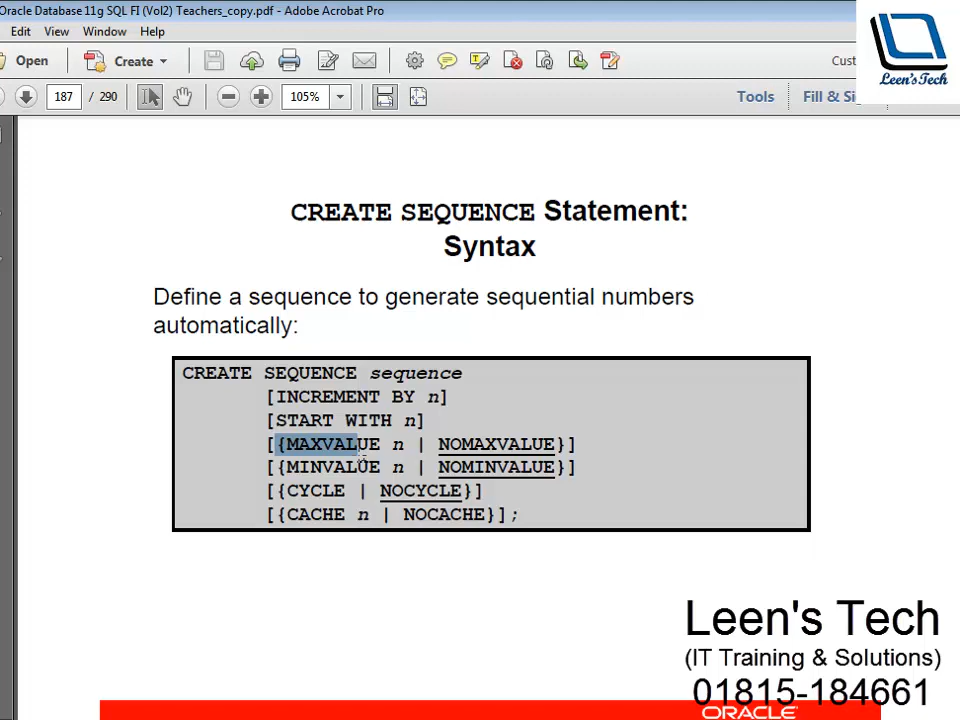 Oracle Database 11g SQL FI (Vol2) Teachers_copy.pdf - Adobe Acrobat Pro
Edit View Window Help
Open Create Cust
187 / 290 105% Tools Fill & Si
Leen'sTech
CREATE SEQUENCE Statement:
Syntax
Define a sequence to generate sequential numbers
automatically:
CREATE SEQUENCE sequence
[INCREMENT BY n]
[START WITH n]
[{MAXVALUE n | NOMAXVALUE}]
[{MINVALUE n | NOMINVALUE}]
[{CYCLE | NOCYCLE}]
[{CACHE n | NOCACHE}];
Leen's Tech
(IT Training & Solutions)
01815-184661
ORACLE